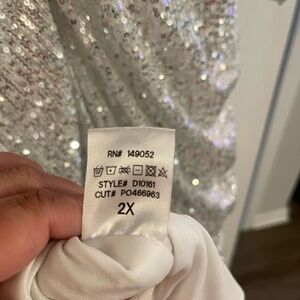 RN# 149052
STYLE# D10161
CUT# PO466963
2X